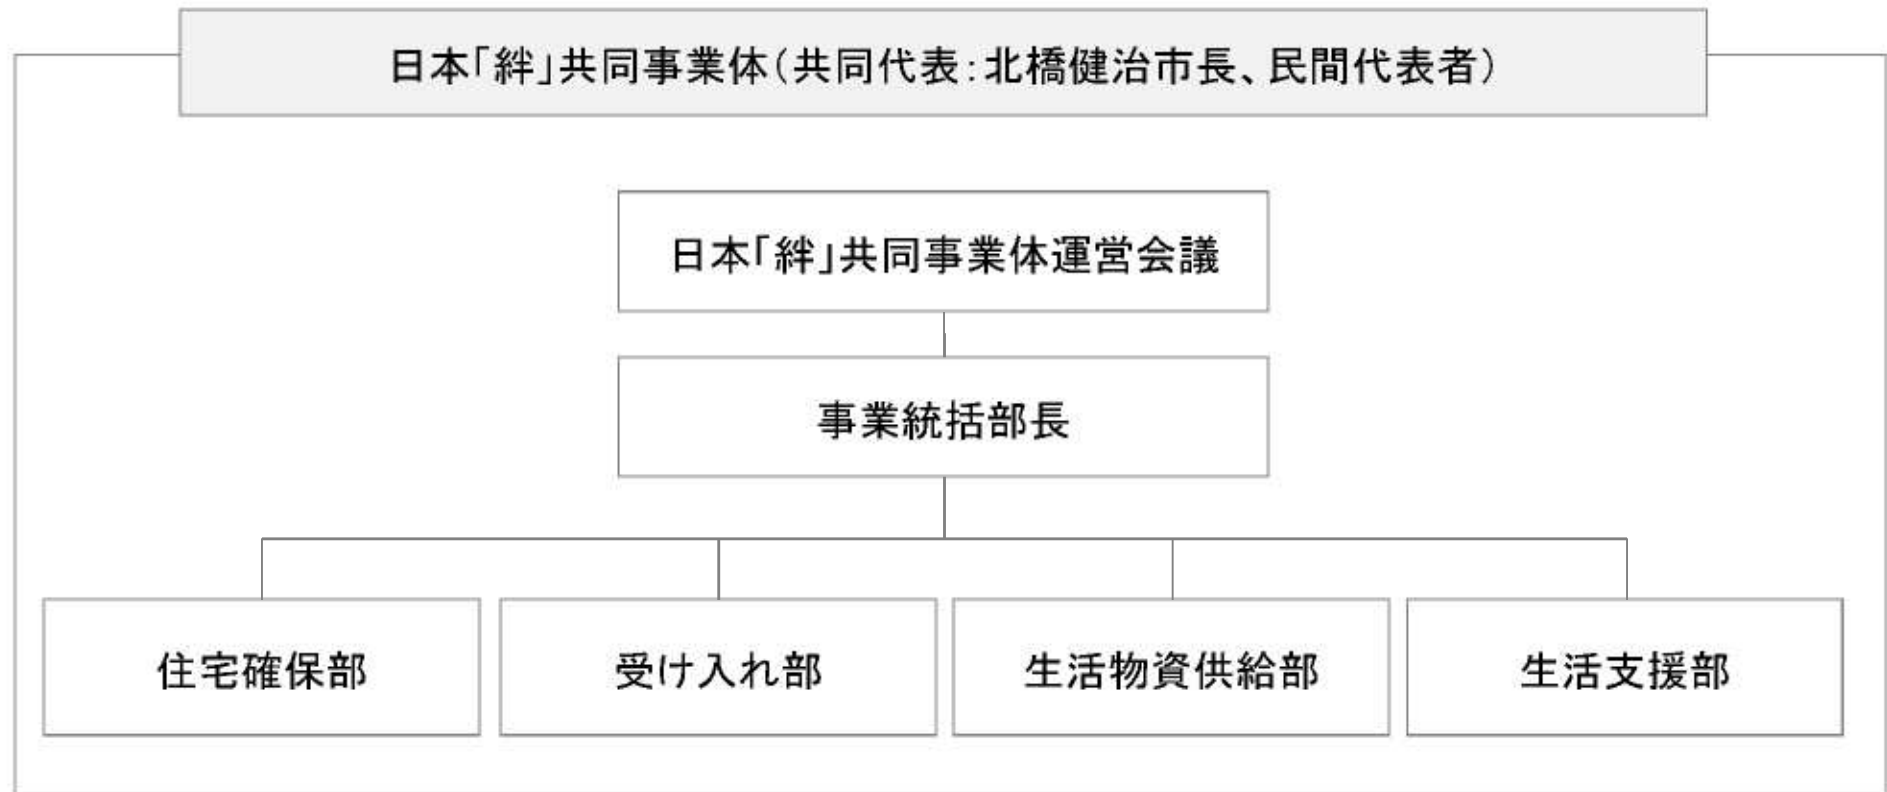 日本「絆」共同事業体（共同代表：北橋健治市長、民間代表者）
日本「絆」共同事業体運営会議
事業統括部長
住宅確保部
受け入れ部
生活物資供給部
生活支援部